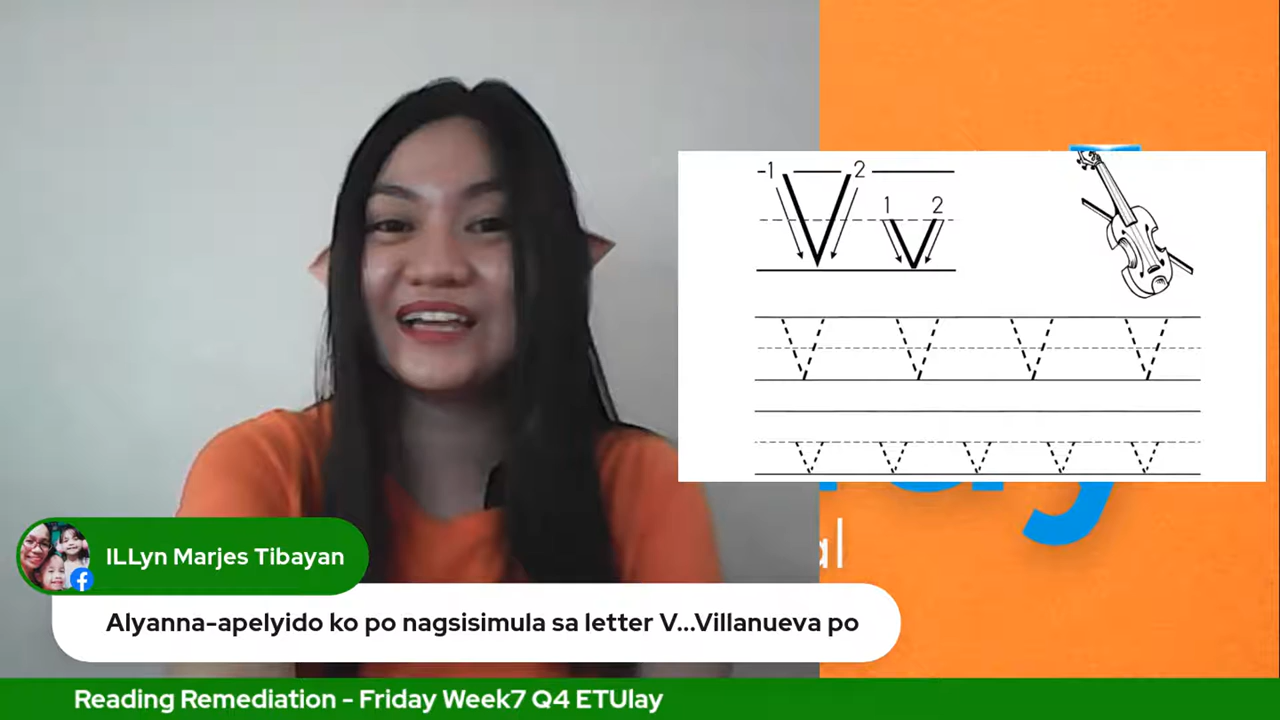 1 2
1 2
V v
V V V V
v v v v v
al
ILLyn Marjes Tibayan
Alyanna-apelyido ko po nagsisimula sa letter V...Villanueva po
Reading Remediation - Friday Week7 Q4 ETUlay